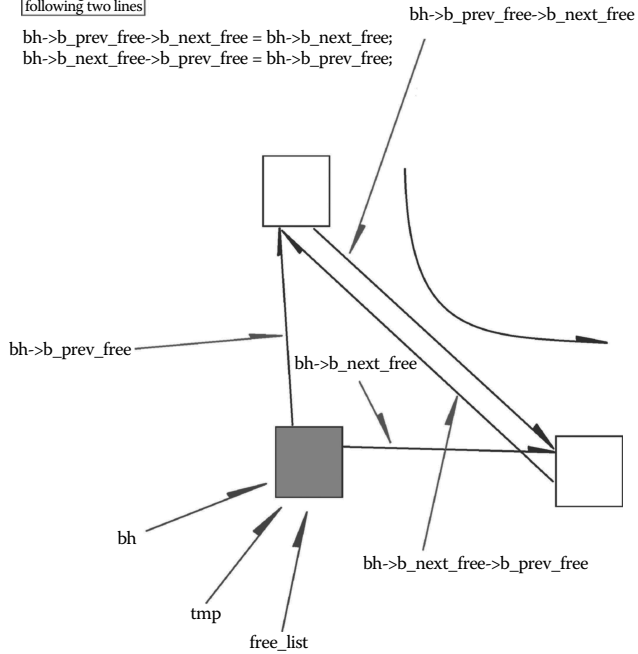 following two lines
bh->b_prev_free->b_next_free = bh->b_next_free;
bh->b_next_free->b_prev_free = bh->b_prev_free;
bh->b_prev_free->b_next_free
bh->b_prev_free
bh->b_next_free
bh
bh->b_next_free->b_prev_free
tmp
free_list